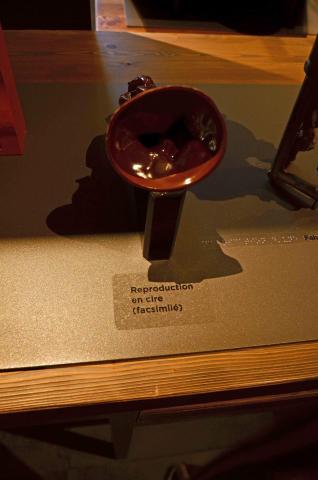 Reproduction
en cire
(facsimilé)